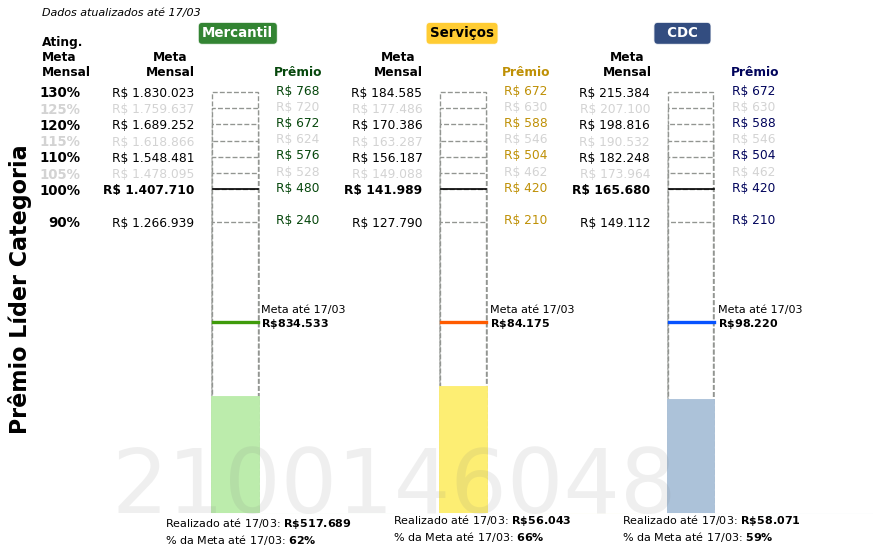 Dados atualizados até 17/03
Mercantil Serviços CDC
Ating.
Meta Meta Meta Meta
Mensal Mensal Prêmio Mensal Prêmio Mensal Prêmio
130% R$ 1.830.023 R$ 768 R$ 184.585 R$ 672 R$ 215.384 R$ 672
125% R$ 1.759.637 R$ 720 R$ 177.486 R$ 630 R$ 207.100 R$ 630
120% R$ 1.689.252 R$ 672 R$ 170.386 R$ 588 R$ 198.816 R$ 588
115% R$ 1.618.866 R$ 624 R$ 163.287 R$ 546 R$ 190.532 R$ 546
110% R$ 1.548.481 R$ 576 R$ 156.187 R$ 504 R$ 182.248 R$ 504
105% R$ 1.478.095 R$ 528 R$ 149.088 R$ 462 R$ 173.964 R$ 462
100% R$ 1.407.710 R$ 480 R$ 141.989 R$ 420 R$ 165.680 R$ 420
90% R$ 1.266.939 R$ 240 R$ 127.790 R$ 210 R$ 149.112 R$ 210
Prêmio Líder Categoria
Meta até 17/03 Meta até 17/03 Meta até 17/03
R$834.533 R$84.175 R$98.220
2100146048
Realizado até 17/03: R$517.689 Realizado até 17/03: R$56.043 Realizado até 17/03: R$58.071
% da Meta até 17/03: 62% % da Meta até 17/03: 66% % da Meta até 17/03: 59%